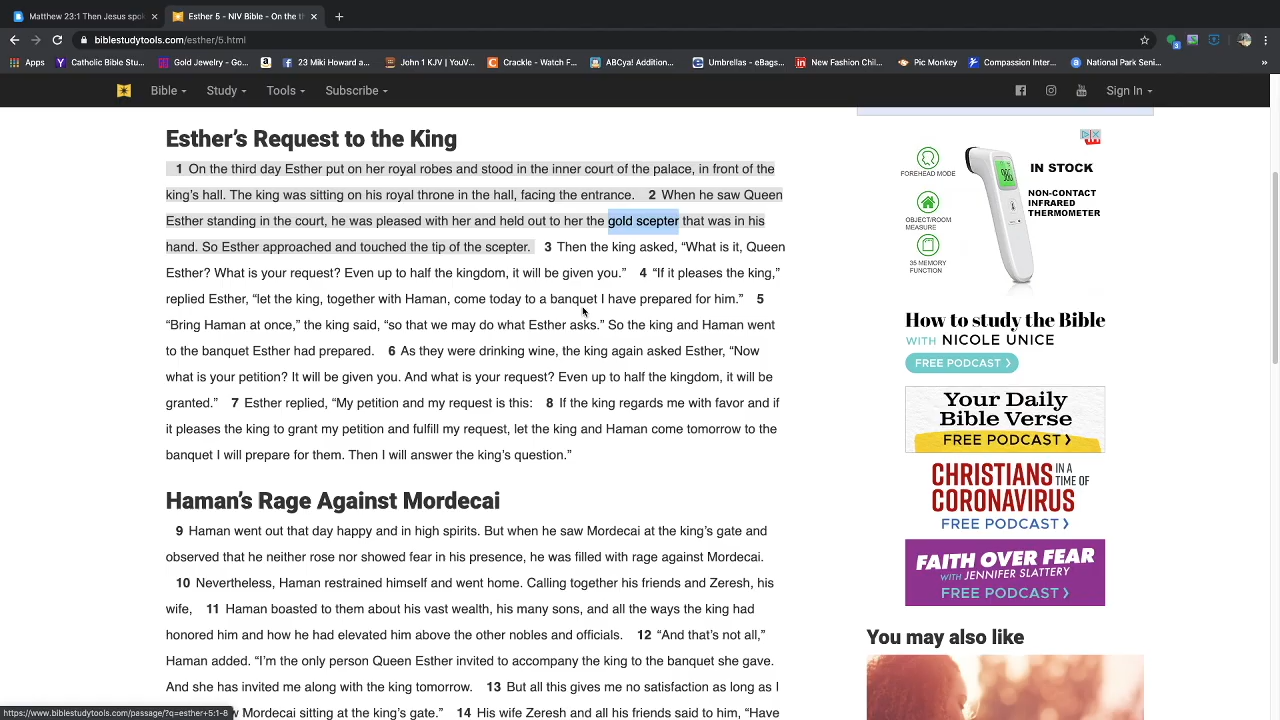 Matthew 23:1 Then Jesus spok
Esther 5 - NIV Bible - On the th
biblestudytools.com/esther/5.html
Apps
Catholic Bible Stu...
Gold Jewelry - Go...
23 Miki Howard a...
John 1 KJV | YouV...
Crackle - Watch F...
ABCya! Addition...
Umbrellas - eBags...
New Fashion Chil...
Pic Monkey
Compassion Inter...
National Park Seni...
Bible
Study
Tools
Subscribe
Sign In
Esther's Request to the King
1 On the third day Esther put on her royal robes and stood in the inner court of the palace, in front of the
king's hall. The king was sitting on his royal throne in the hall, facing the entrance. 2 When he saw Queen
Esther standing in the court, he was pleased with her and held out to her the gold scepter that was in his
hand. So Esther approached and touched the tip of the scepter. 3 Then the king asked, “What is it, Queen
Esther? What is your request? Even up to half the kingdom, it will be given you.” 4 “If it pleases the king,”
replied Esther, “let the king, together with Haman, come today to a banquet I have prepared for him.” 5
“Bring Haman at once,” the king said, “so that we may do what Esther asks.” So the king and Haman went
to the banquet Esther had prepared. 6 As they were drinking wine, the king again asked Esther, “Now
what is your petition? It will be given you. And what is your request? Even up to half the kingdom, it will be
granted.” 7 Esther replied, “My petition and my request is this: 8 If the king regards me with favor and if
it pleases the king to grant my petition and fulfill my request, let the king and Haman come tomorrow to the
banquet I will prepare for them. Then I will answer the king's question.”
Haman's Rage Against Mordecai
9 Haman went out that day happy and in high spirits. But when he saw Mordecai at the king's gate and
observed that he neither rose nor showed fear in his presence, he was filled with rage against Mordecai.
10 Nevertheless, Haman restrained himself and went home. Calling together his friends and Zeresh, his
wife, 11 Haman boasted to them about his vast wealth, his many sons, and all the ways the king had
honored him and how he had elevated him above the other nobles and officials. 12 “And that's not all,”
Haman added. “I'm the only person Queen Esther invited to accompany the king to the banquet she gave.
And she has invited me along with the king tomorrow. 13 But all this gives me no satisfaction as long as I
w Mordecai sitting at the king's gate.” 14 His wife Zeresh and all his friends said to him, “Have
https://www.biblestudytools.com/passage/?q=esther+5:1-8
FOREHEAD MODE
OBJECT/ROOM
MEASURE
35 MEMORY
FUNCTION
IN STOCK
NON-CONTACT
INFRARED
THERMOMETER
How to study the Bible
WITH NICOLE UNICE
FREE PODCAST >
Your Daily
Bible Verse
FREE PODCAST >
CHRISTIANS IN A
TIME OF
CORONAVIRUS
FREE PODCAST >
FAITH OVER FEAR
WITH JENNIFER SLATTERY
FREE PODCAST >
You may also like